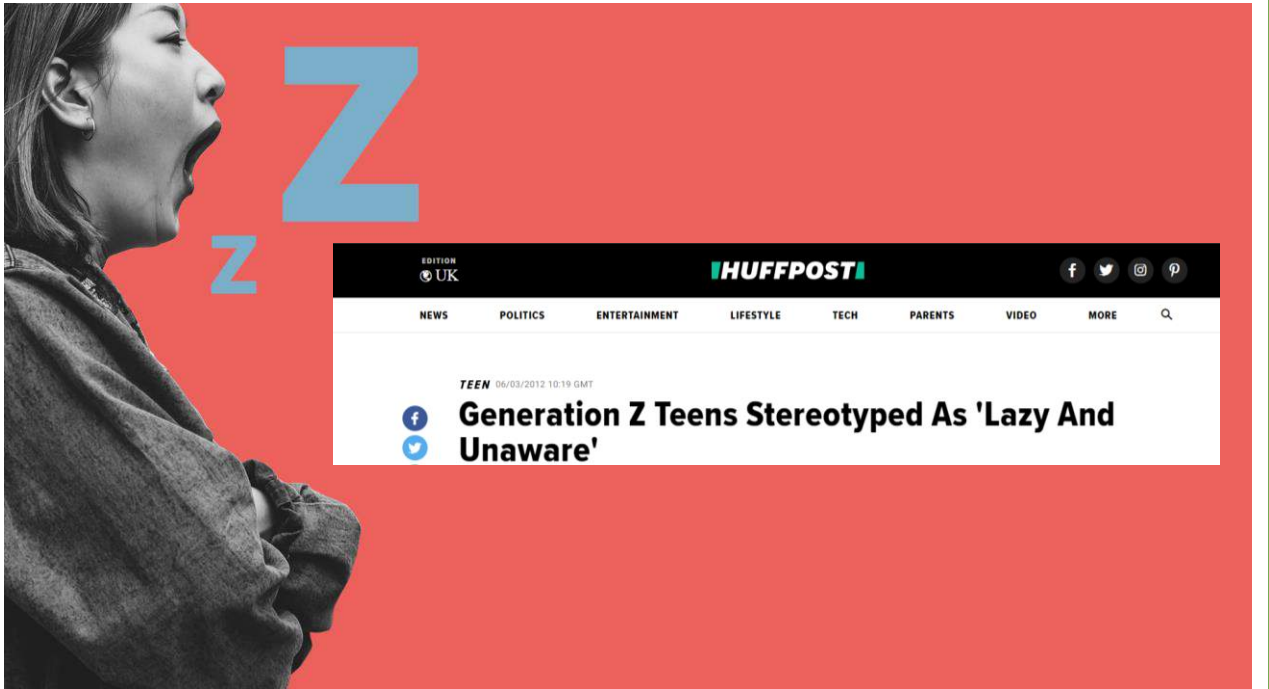 Z
z
EDITION
UK
HUFFPOST
NEWS POLITICS ENTERTAINMENT LIFESTYLE TECH PARENTS VIDEO MORE
TEEN 06/03/2012 10:19 GMT
Generation Z Teens Stereotyped As 'Lazy And
Unaware'